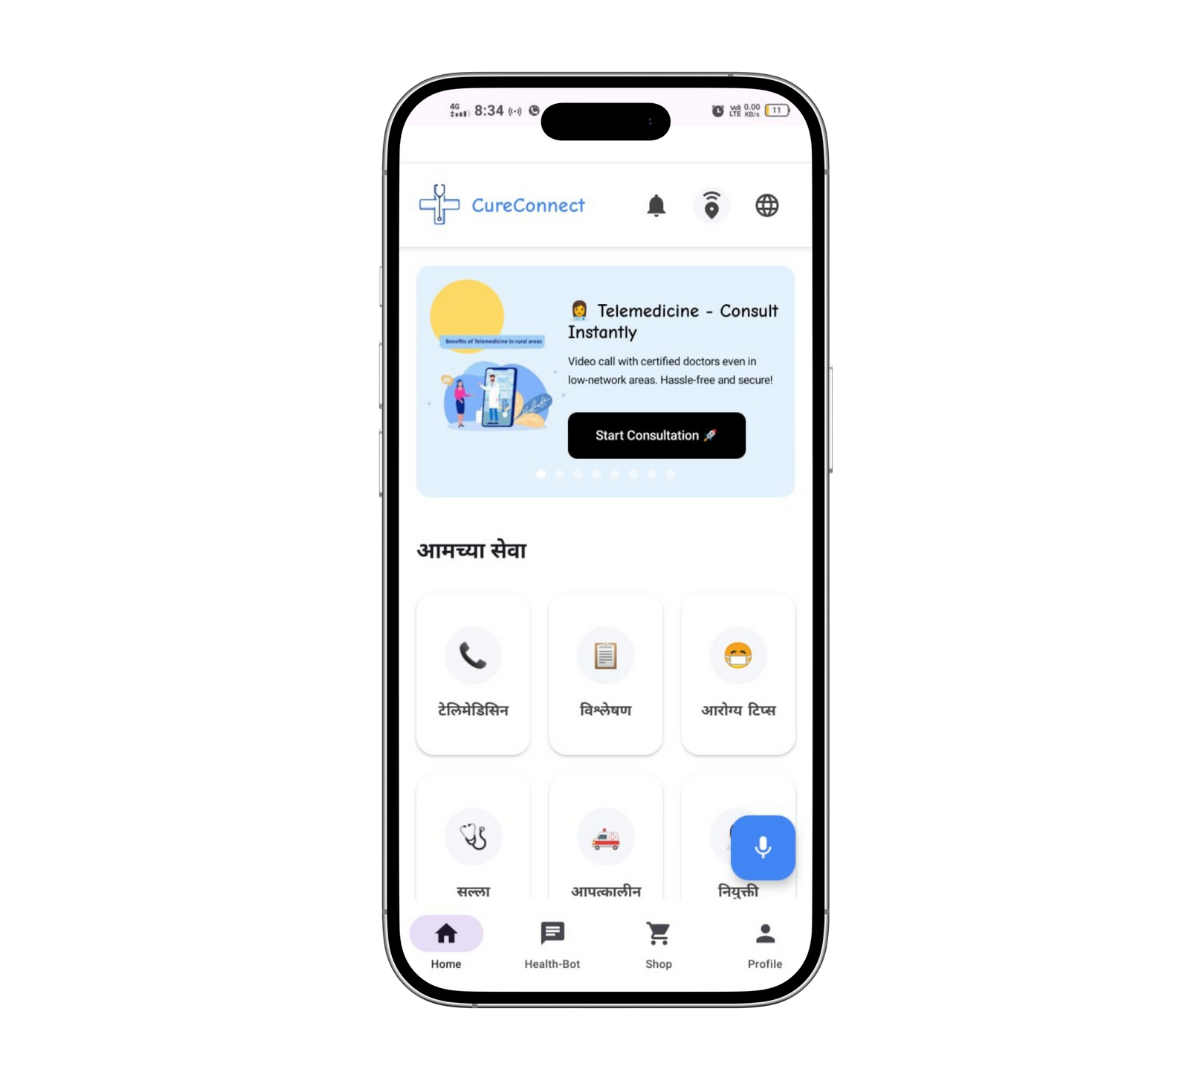 4G 8:34
Volt LTE 0.00 KB/s 11
CureConnect
Telemedicine - Consult
Instantly
Benefits of Telemedicine in rural areas
Video call with certified doctors even in
low-network areas. Hassle-free and secure!
Start Consultation
आमच्या सेवा
टेलिमेडिसिन विश्लेषण आरोग्य टिप्स
सल्ला आपत्कालीन नियुक्ती
Home Health-Bot Shop Profile